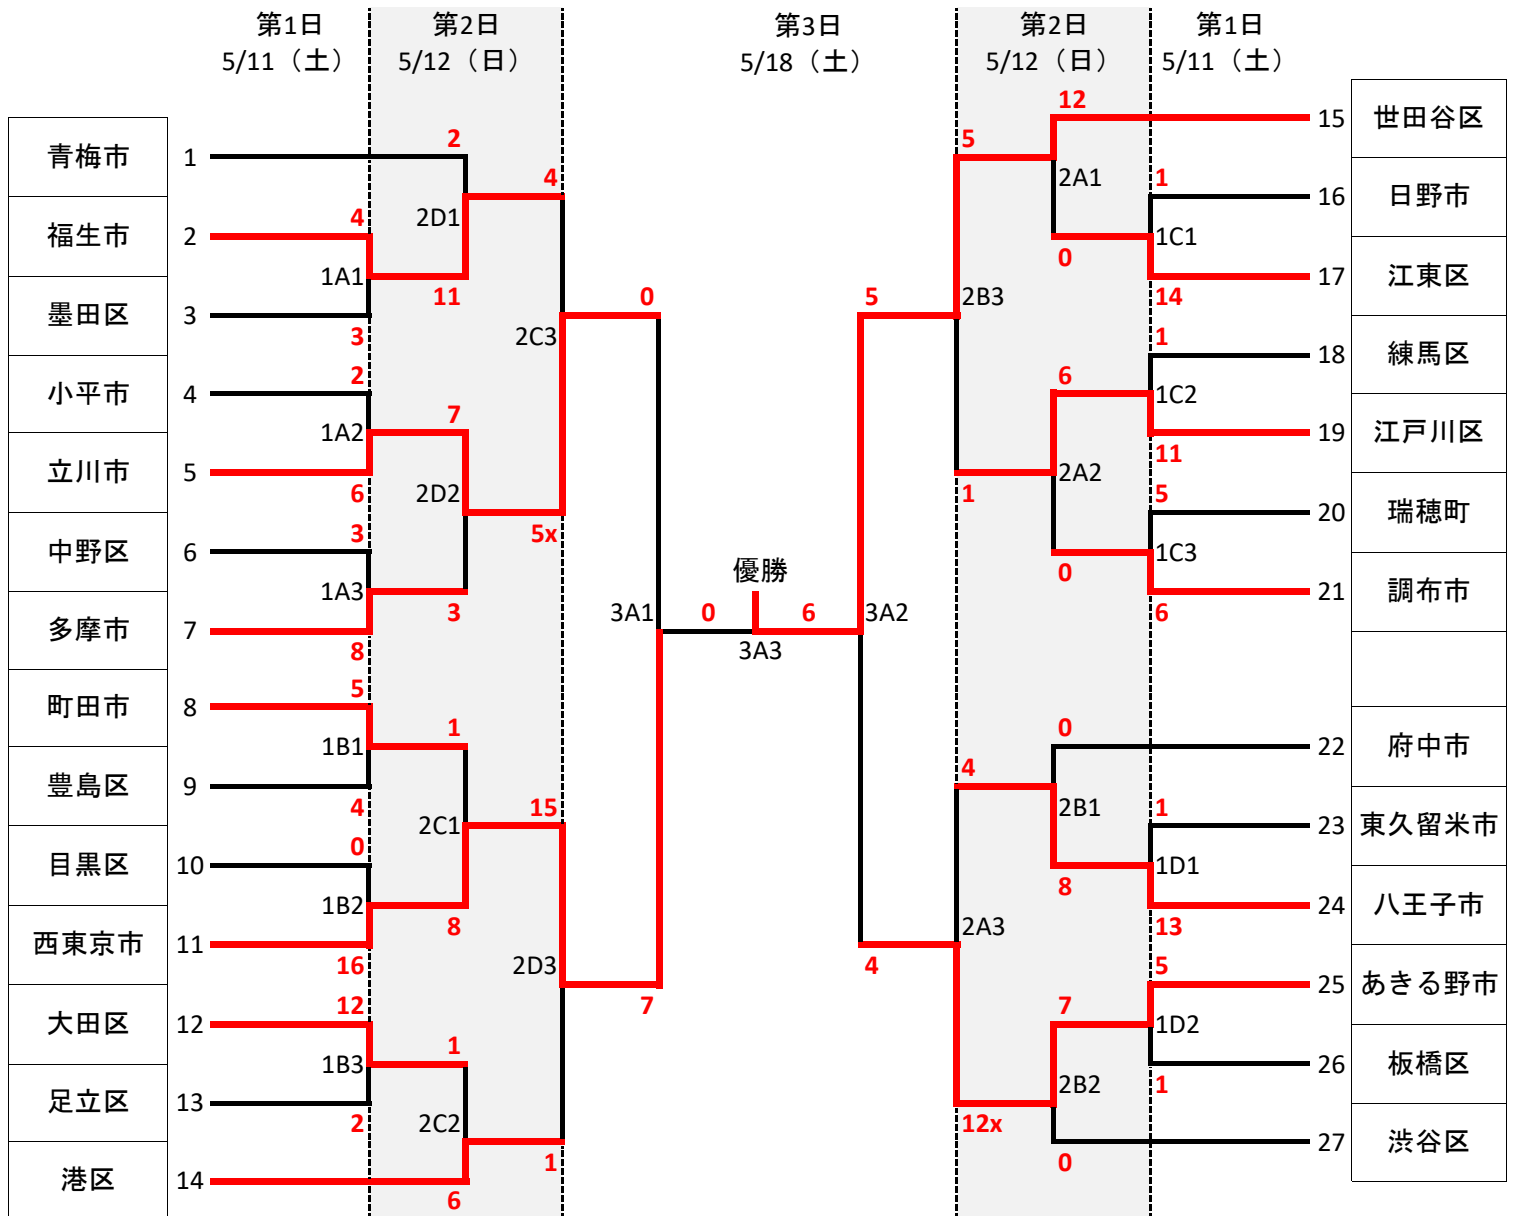 第1日
5/11（土）
第2日
5/12（日）
第3日
5/18（土）
第2日
5/12（日）
第1日
5/11（土）
青梅市 1
福生市 2
墨田区 3
小平市 4
立川市 5
中野区 6
多摩市 7
町田市 8
豊島区 9
目黒区 10
西東京市 11
大田区 12
足立区 13
港区 14
4
1A1
3
2
1A2
6
3
1A3
8
5
1B1
4
0
1B2
16
12
1B3
2
2
2D1
11
7
2D2
3
1
2C1
8
1
2C2
6
4
2C3
5x
15
2D3
1
0
3A1
7
優勝
0 6
3A3
5
3A2
4
5
2B3
1
4
2A3
12x
12
2A1
0
6
2A2
0
0
2B1
8
7
2B2
0
1
1C1
14
1
1C2
11
5
1C3
6
1
1D1
13
5
1D2
1
15 世田谷区
16 日野市
17 江東区
18 練馬区
19 江戸川区
20 瑞穂町
21 調布市
22 府中市
23 東久留米市
24 八王子市
25 あきる野市
26 板橋区
27 渋谷区